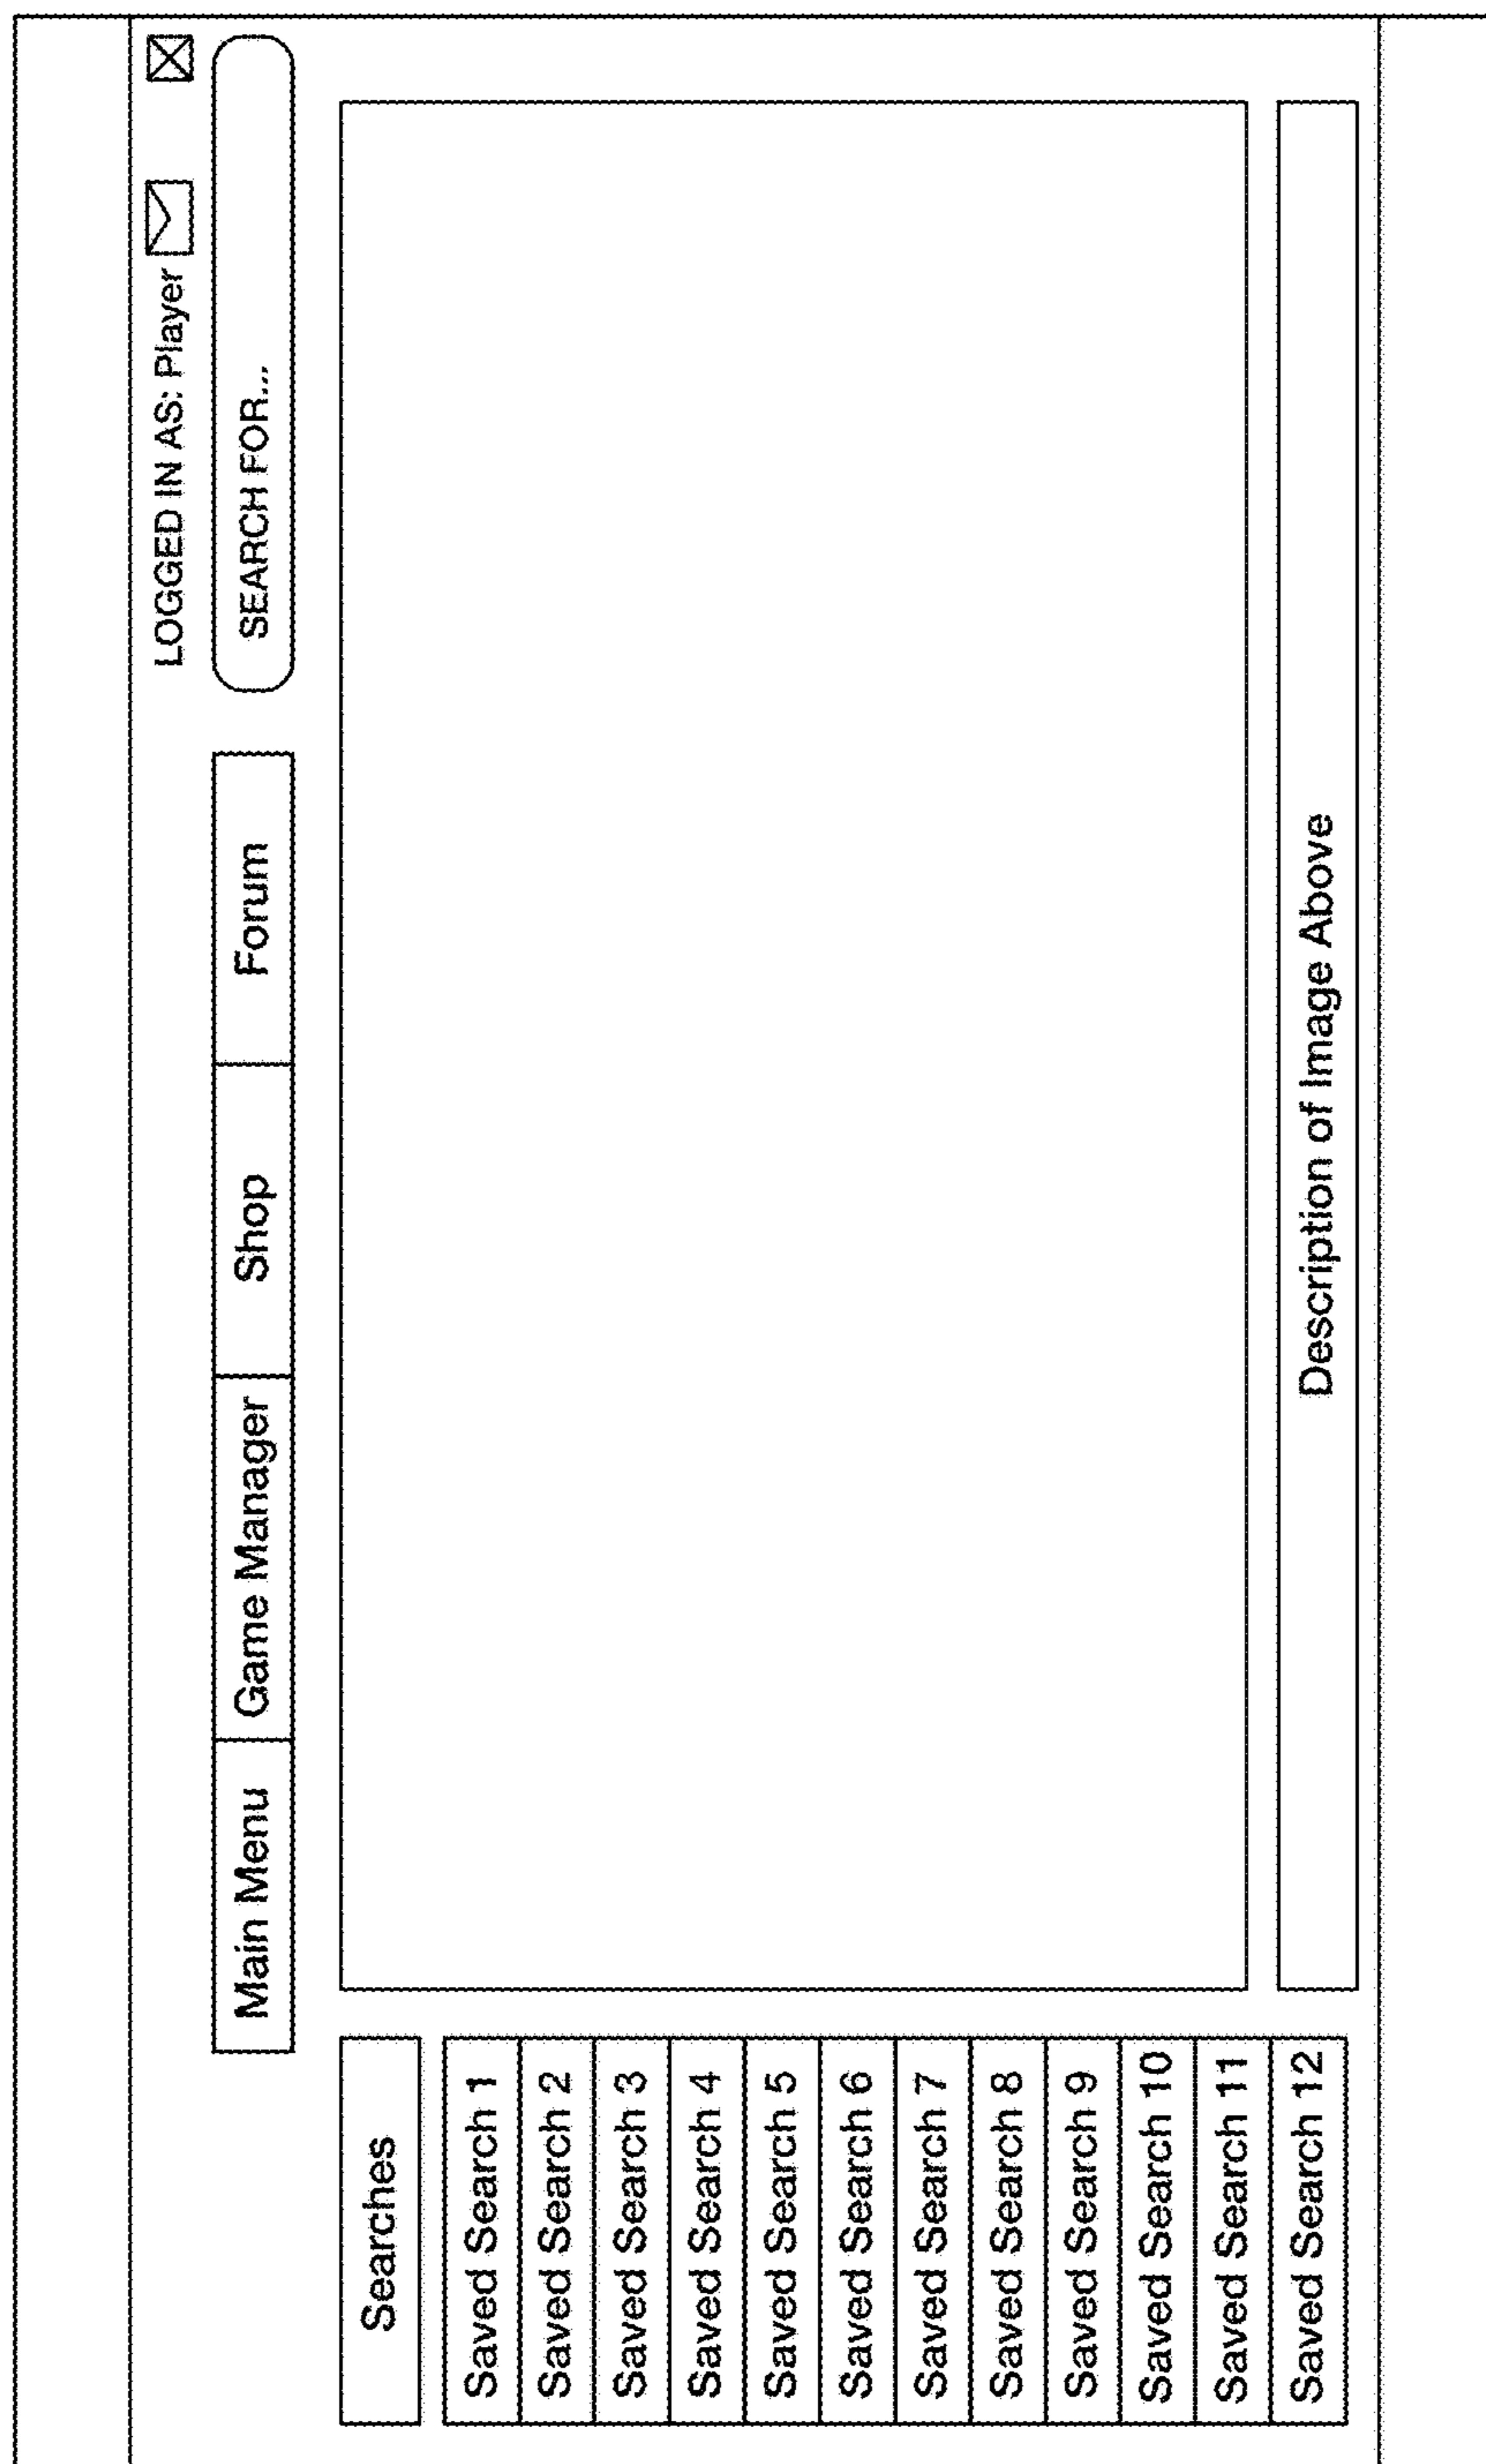 LOGGED IN AS: Player
Main Menu
Game Manager
Shop
Forum
SEARCH FOR...
Searches
Saved Search 1
Saved Search 2
Saved Search 3
Saved Search 4
Saved Search 5
Saved Search 6
Saved Search 7
Saved Search 8
Saved Search 9
Saved Search 10
Saved Search 11
Saved Search 12
Description of Image Above